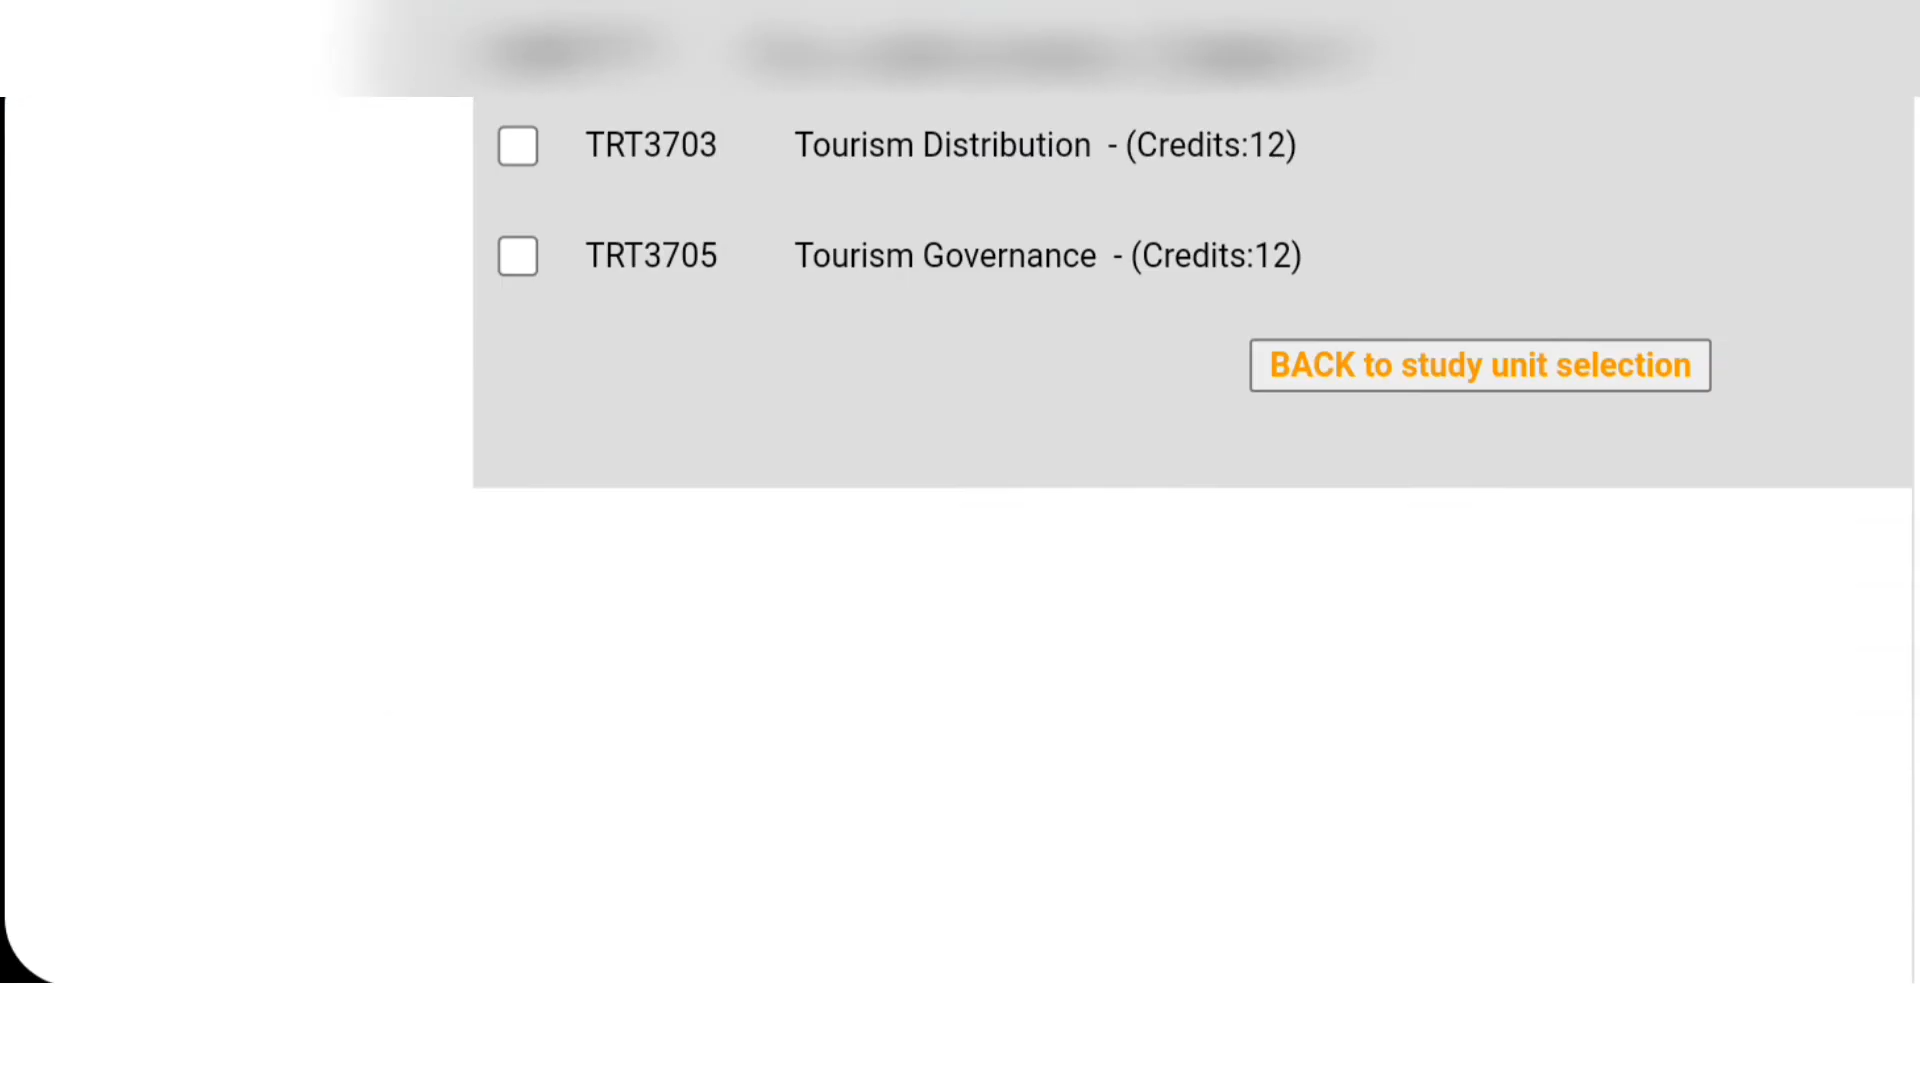 TRT3703 Tourism Distribution - (Credits:12)
TRT3705 Tourism Governance - (Credits:12)
BACK to study unit selection